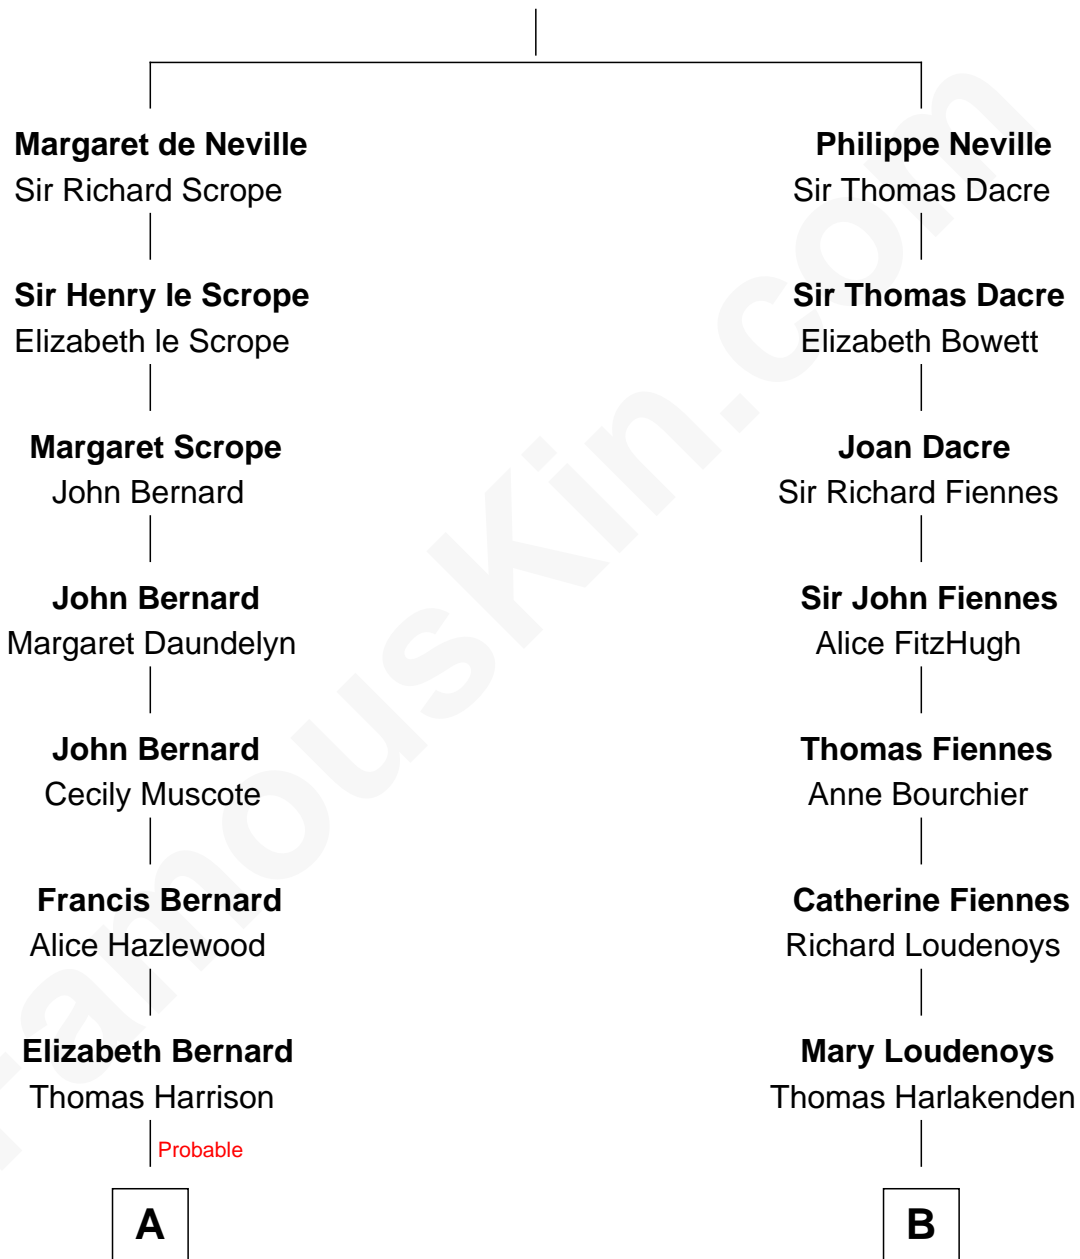 Margaret de Neville
Sir Richard Scrope
Philippe Neville
Sir Thomas Dacre
Sir Henry le Scrope
Elizabeth le Scrope
Sir Thomas Dacre
Elizabeth Bowett
Margaret Scrope
John Bernard
Joan Dacre
Sir Richard Fiennes
John Bernard
Margaret Daundelyn
Sir John Fiennes
Alice FitzHugh
John Bernard
Cecily Muscote
Thomas Fiennes
Anne Bourchier
Francis Bernard
Alice Hazlewood
Catherine Fiennes
Richard Loudenoys
Elizabeth Bernard
Thomas Harrison
Mary Loudenoys
Thomas Harlakenden
Probable
A
B
FamousKin.com